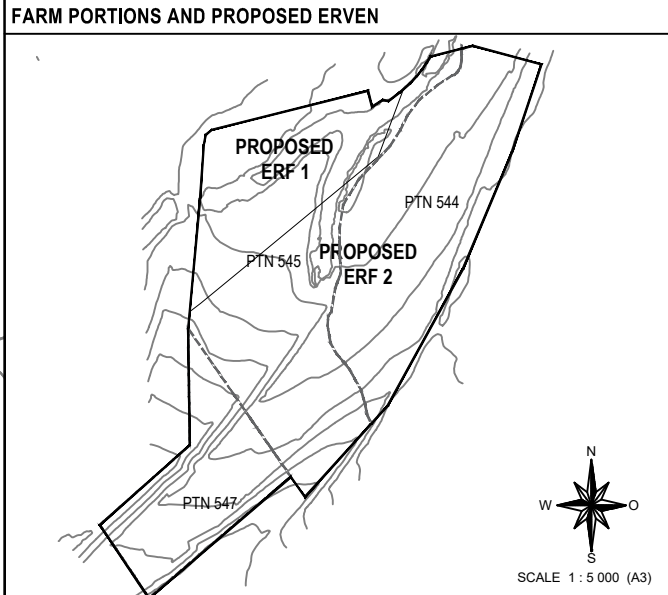 FARM PORTIONS AND PROPOSED ERVEN
PROPOSED
ERF 1
PTN 544
PROPOSED
ERF 2
PTN 545
PTN 547
N
W
O
S
SCALE 1 : 5 000 (A3)